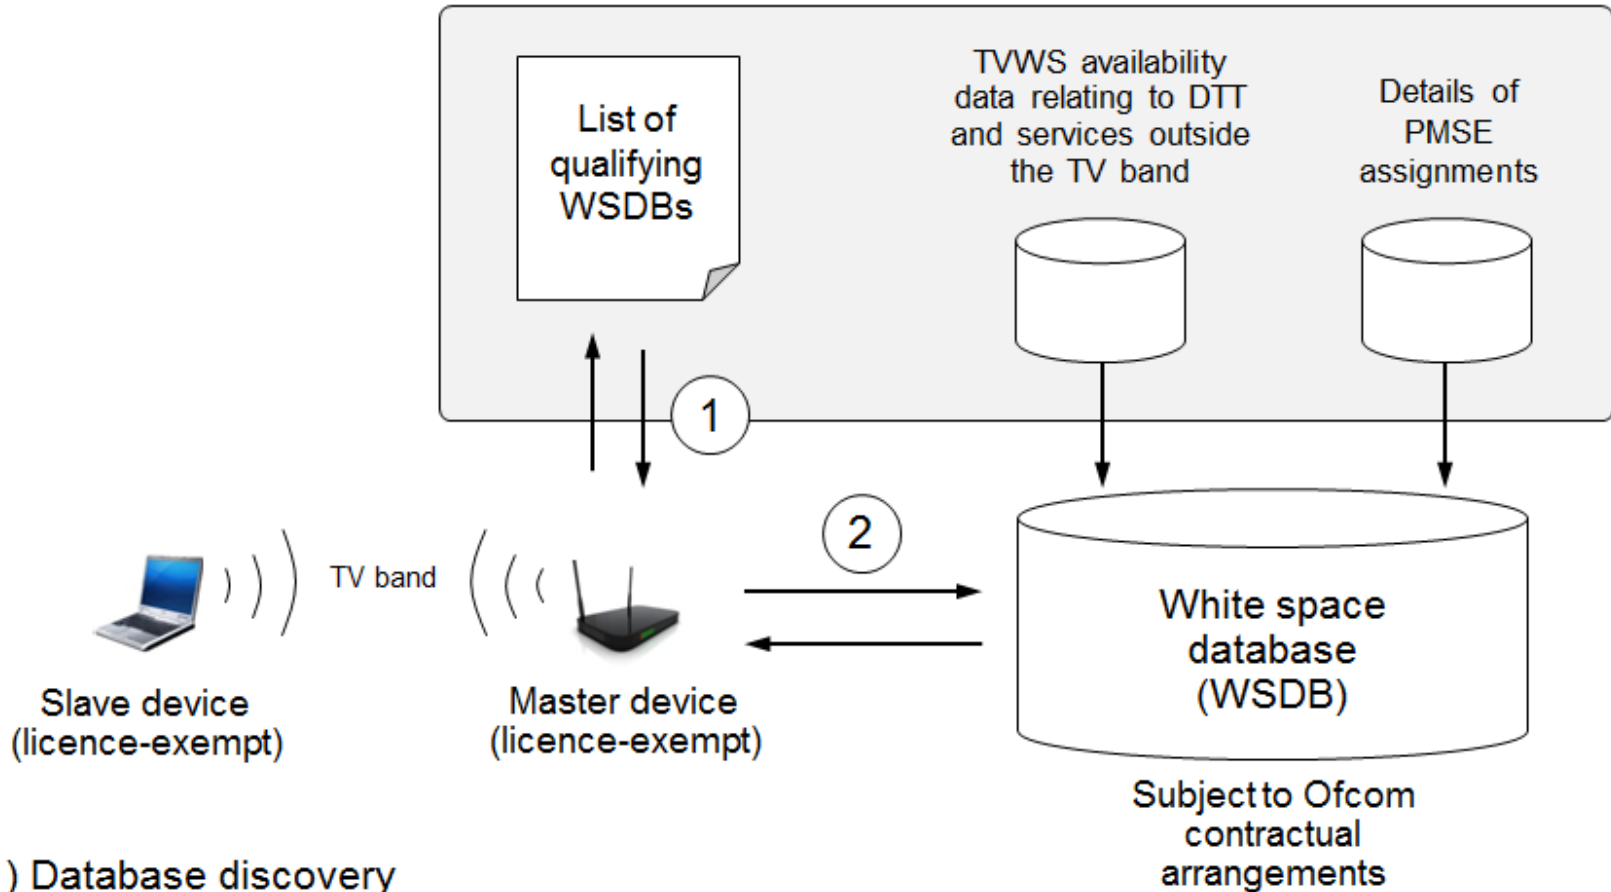 List of
qualifying
WSDBs
TVWS availability
data relating to DTT
and services outside
the TV band
Details of
PMSE
assignments
1
2
TV band
Slave device
(licence-exempt)
Master device
(licence-exempt)
White space
database
(WSDB)
Subject to Ofcom
contractual
arrangements
) Database discovery